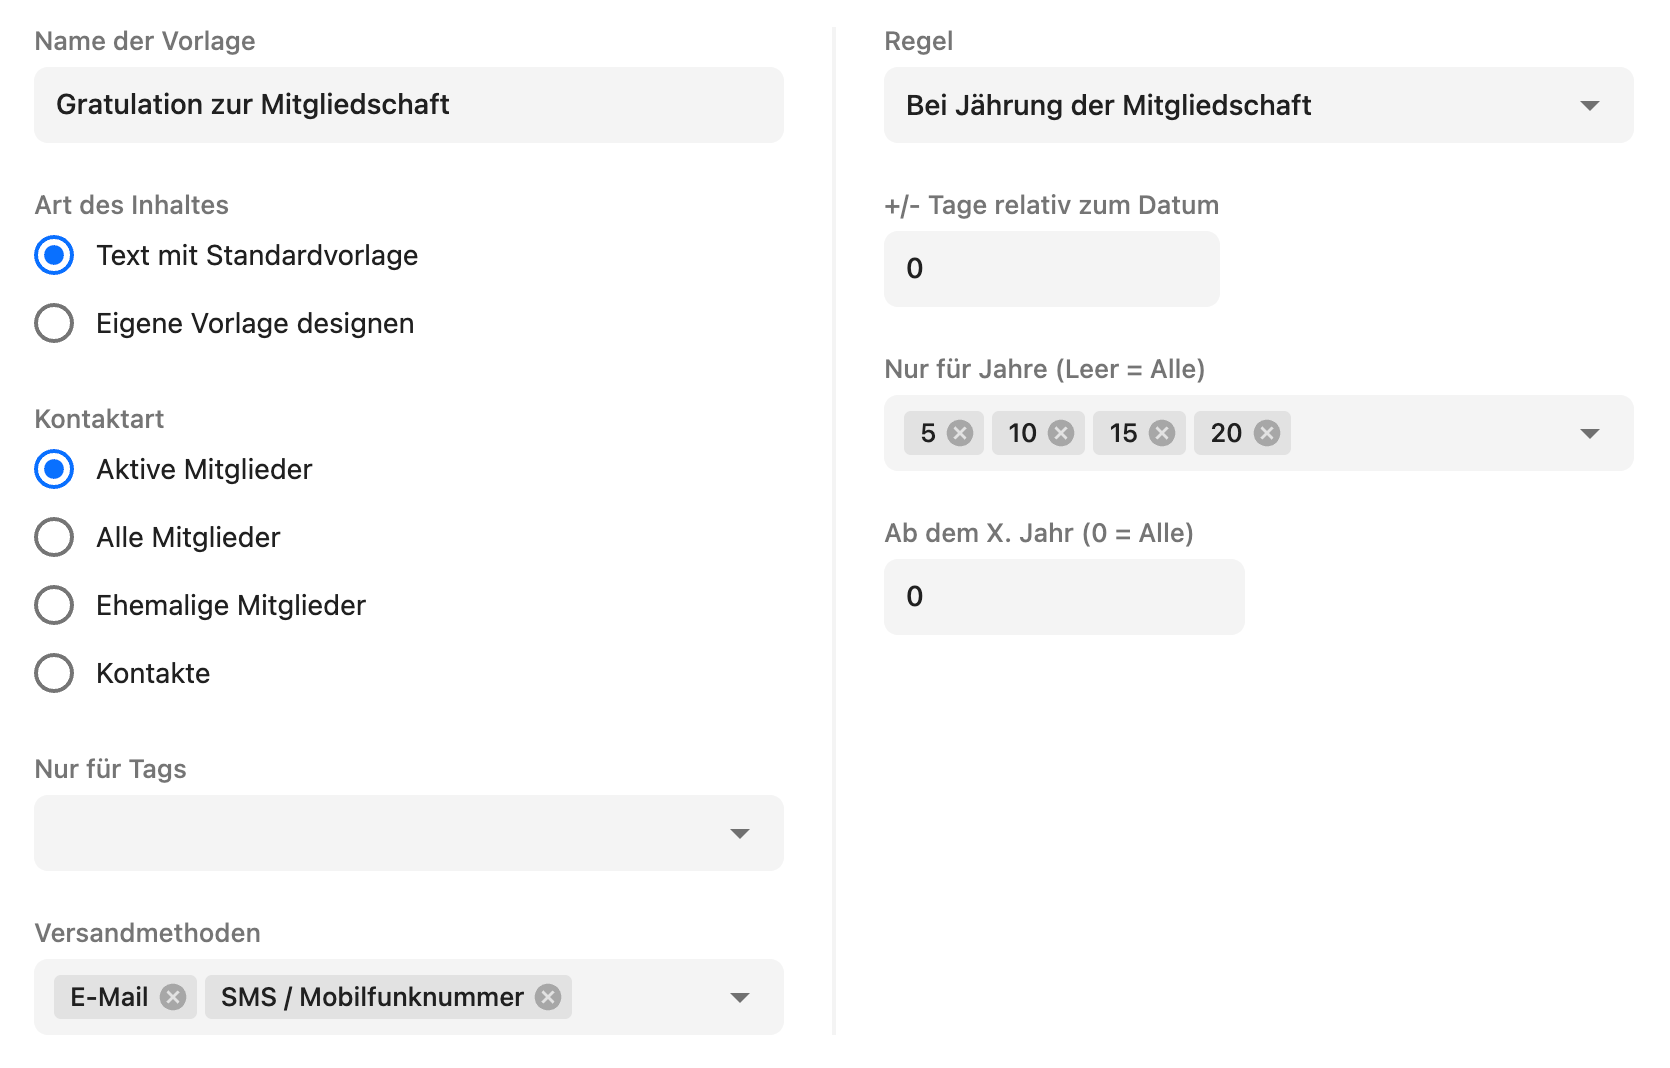 Name der Vorlage
Gratulation zur Mitgliedschaft
Art des Inhaltes
Text mit Standardvorlage
Eigene Vorlage designen
Kontaktart
Aktive Mitglieder
Alle Mitglieder
Ehemalige Mitglieder
Kontakte
Nur für Tags
Versandmethoden
E-Mail SMS / Mobilfunknummer
Regel
Bei Jährung der Mitgliedschaft
+/- Tage relativ zum Datum
0
Nur für Jahre (Leer = Alle)
5 10 15 20
Ab dem X. Jahr (0 = Alle)
0